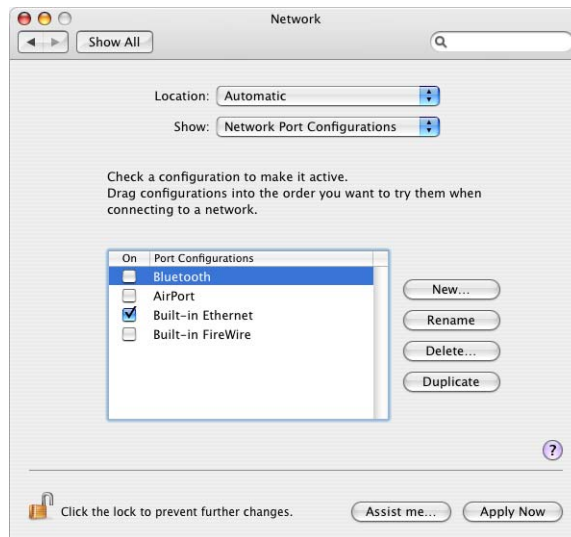 Network
Show All
Location: Automatic
Show: Network Port Configurations
Check a configuration to make it active.
Drag configurations into the order you want to try them when
connecting to a network.
On Port Configurations
Bluetooth
AirPort
Built-in Ethernet
Built-in FireWire
New...
Rename
Delete...
Duplicate
?
Click the lock to prevent further changes.
Assist me...
Apply Now